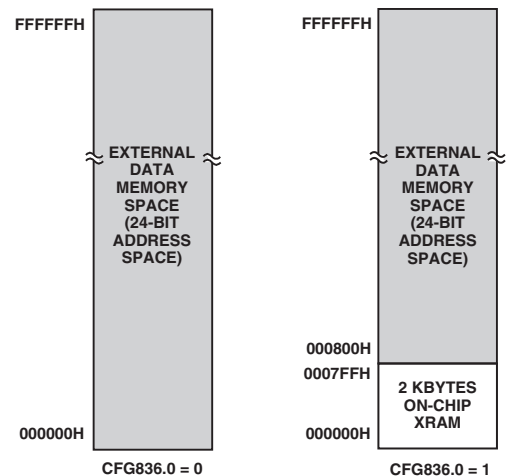 FFFFFFH
EXTERNAL
DATA
MEMORY
SPACE
(24-BIT
ADDRESS
SPACE)
000000H
CFG836.0 = 0
FFFFFFH
EXTERNAL
DATA
MEMORY
SPACE
(24-BIT
ADDRESS
SPACE)
000800H
0007FFH
2 KBYTES
ON-CHIP
XRAM
000000H
CFG836.0 = 1